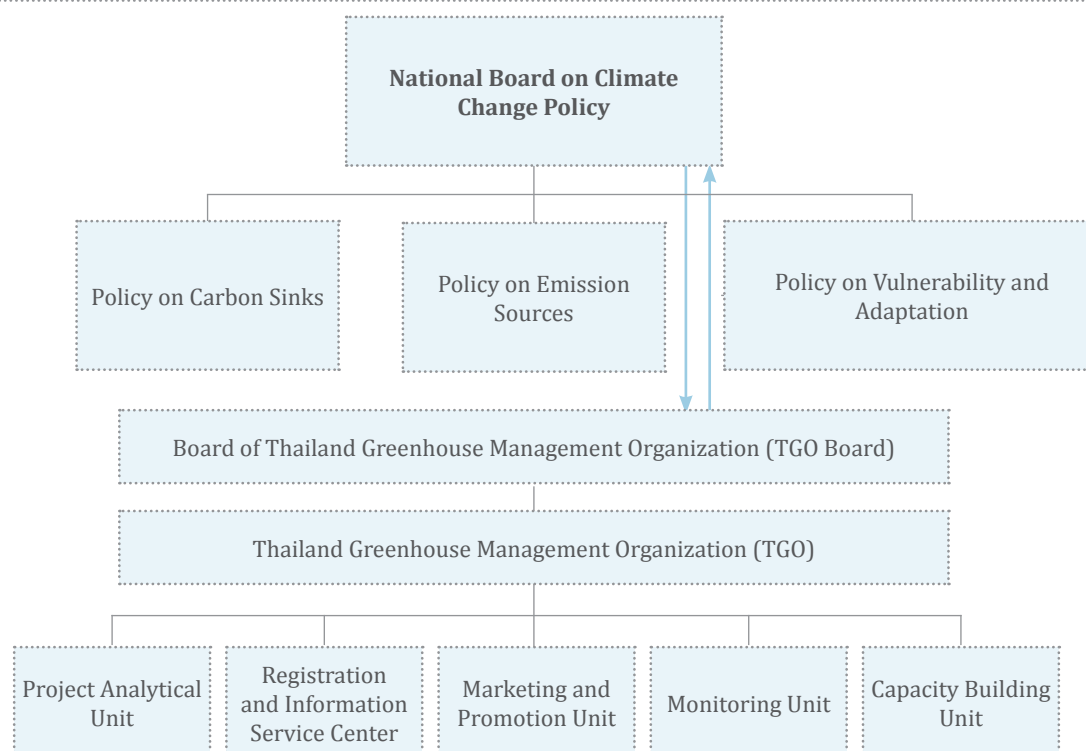 National Board on Climate
Change Policy
Policy on Carbon Sinks
Policy on Emission
Sources
Policy on Vulnerability and
Adaptation
Board of Thailand Greenhouse Management Organization (TGO Board)
Thailand Greenhouse Management Organization (TGO)
Project Analytical
Unit
Registration
and Information
Service Center
Marketing and
Promotion Unit
Monitoring Unit
Capacity Building
Unit